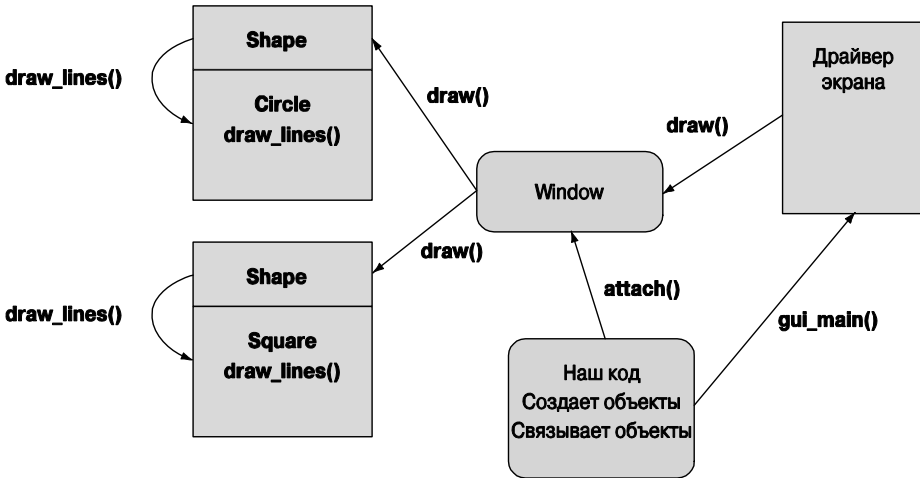 Shape
draw_lines()
Circle
draw_lines()
draw()
Драйвер
экрана
draw()
Window
draw()
Shape
draw_lines()
Square
draw_lines()
attach()
gui_main()
Наш код
Создает объекты
Связывает объекты